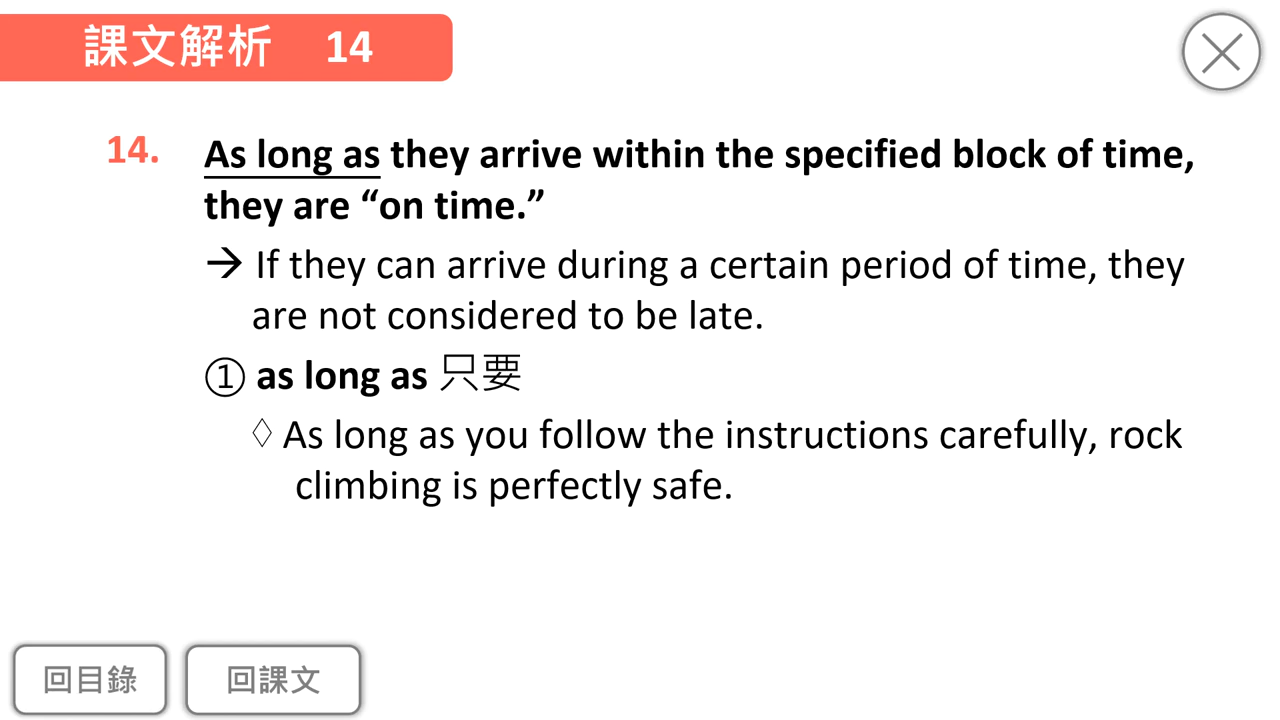 課文解析 14
14. As long as they arrive within the specified block of time,
they are “on time.”
→ If they can arrive during a certain period of time, they
are not considered to be late.
① as long as 只要
◊ As long as you follow the instructions carefully, rock
climbing is perfectly safe.
回目錄 回課文